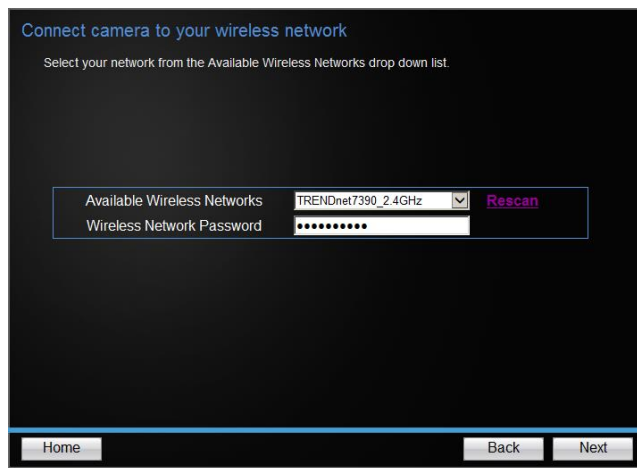 Connect camera to your wireless network
Select your network from the Available Wireless Networks drop down list.
Available Wireless Networks TRENDnet7390_2.4GHz Rescan
Wireless Network Password ••••••••••
Home Back Next